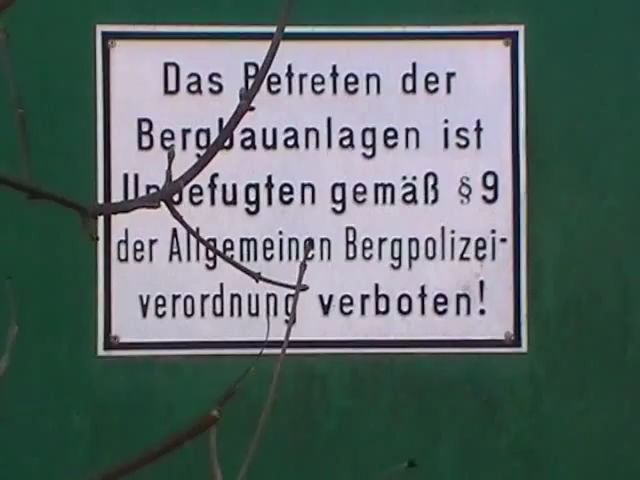 Das Betreten der
Bergbauanlagen ist
Unbefugten gemäß § 9
der Allgemeinen Bergpolizei-
verordnung verboten!